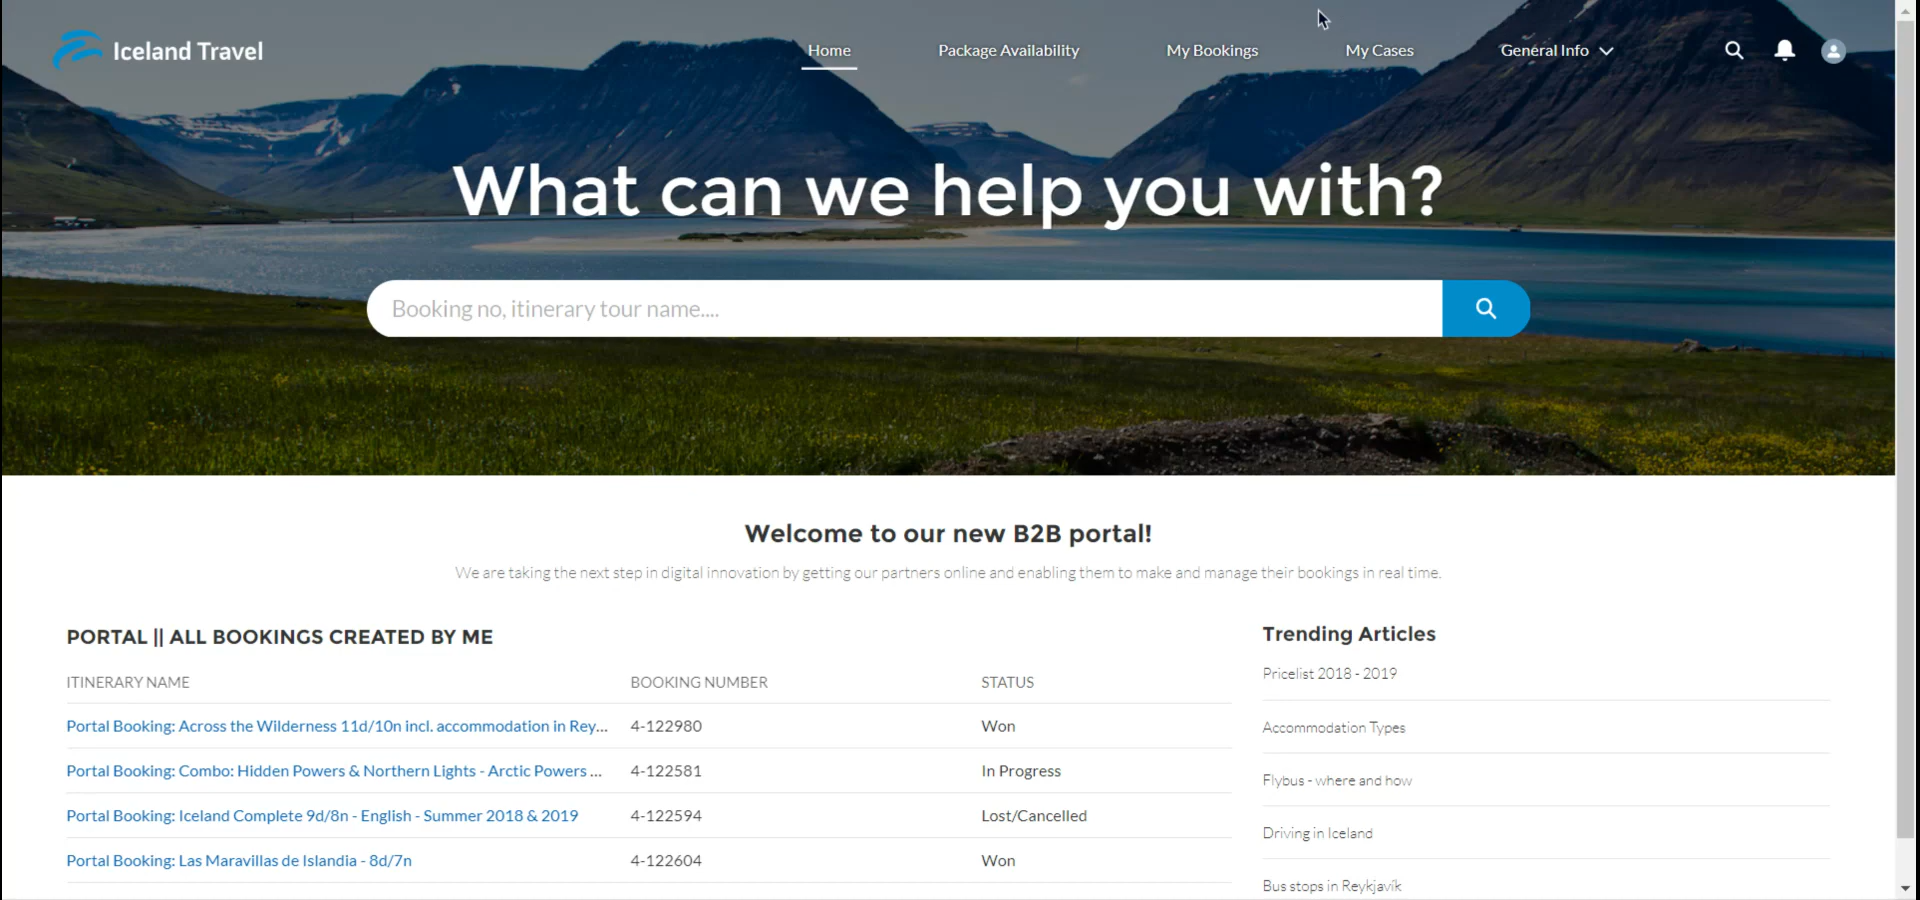 Iceland Travel
Home
Package Availability
My Bookings
My Cases
General Info
What can we help you with?
Booking no, itinerary tour name....
Welcome to our new B2B portal!
We are taking the next step in digital innovation by getting our partners online and enabling them to make and manage their bookings in real time.
PORTAL || ALL BOOKINGS CREATED BY ME
ITINERARY NAME BOOKING NUMBER STATUS
Portal Booking: Across the Wilderness 11d/10n incl. accommodation in Rey... 4-122980 Won
Portal Booking: Combo: Hidden Powers & Northern Lights - Arctic Powers ... 4-122581 In Progress
Portal Booking: Iceland Complete 9d/8n - English - Summer 2018 & 2019 4-122594 Lost/Cancelled
Portal Booking: Las Maravillas de Islandia - 8d/7n 4-122604 Won
Trending Articles
Pricelist 2018 - 2019
Accommodation Types
Flybus - where and how
Driving in Iceland
Bus stops in Reykjavík